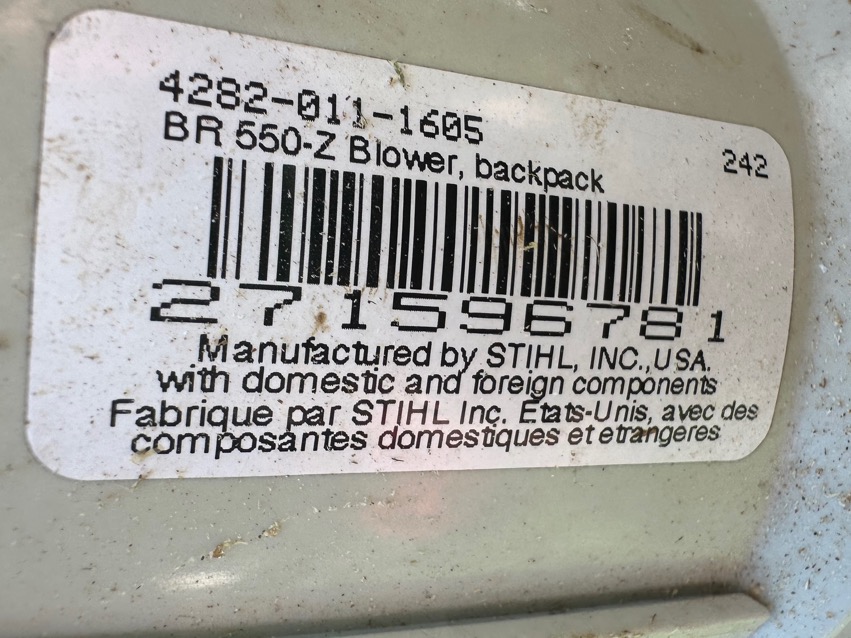 4282-011-1605
BR 550-Z Blower, backpack
242
271596781
Manufactured by STIHL, INC.,USA.
with domestic and foreign components
Fabrique par STIHL Inc. Etats-Unis, avec des
composantes domestiques et etrangeres